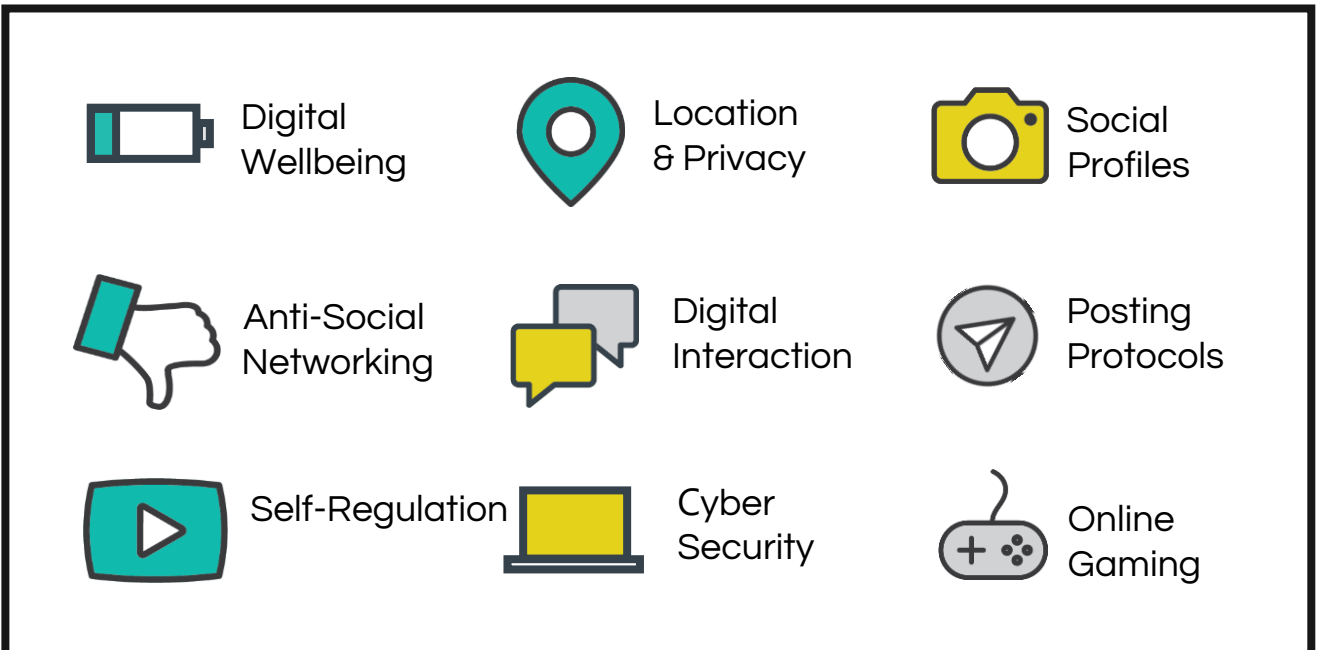 Digital
Wellbeing
Location
& Privacy
Social
Profiles
Anti-Social
Networking
Digital
Interaction
Posting
Protocols
Self-Regulation
Cyber
Security
Online
Gaming